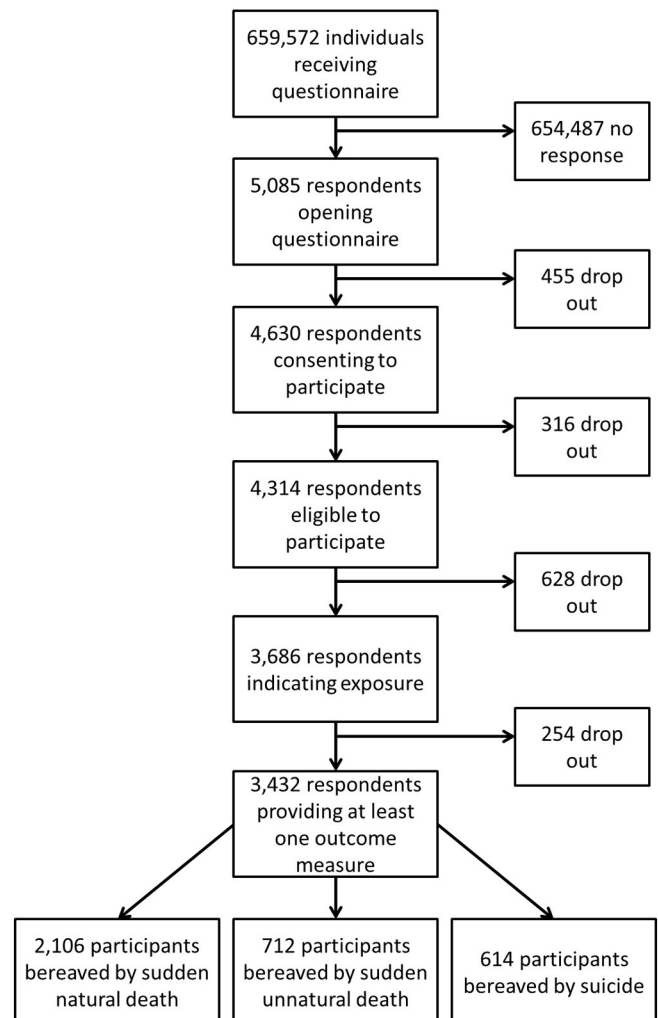 659,572 individuals
receiving
questionnaire
654,487 no
response
5,085 respondents
opening
questionnaire
455 drop
out
4,630 respondents
consenting to
participate
316 drop
out
4,314 respondents
eligible to
participate
628 drop
out
3,686 respondents
indicating exposure
254 drop
out
3,432 respondents
providing at least
one outcome
measure
2,106 participants
bereaved by sudden
natural death
712 participants
bereaved by sudden
unnatural death
614 participants
bereaved by suicide